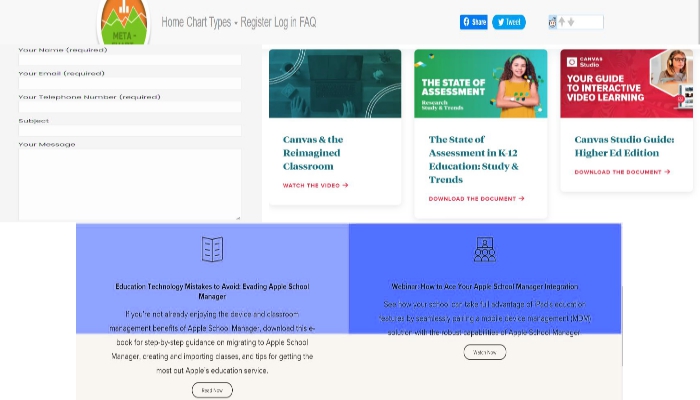 META -
Home Chart Types Register Log in FAQ
Share
Tweet
Your Name (required)
Your Email (required)
Your Telephone Number (required)
Subject
Your Message
THE STATE OF
ASSESSMENT
Research
Study & Trends
CANVAS
Studio
YOUR GUIDE
TO INTERACTIVE
VIDEO LEARNING
Canvas & the
Reimagined
Classroom
WATCH THE VIDEO →
The State of
Assessment in K-12
Education: Study &
Trends
DOWNLOAD THE DOCUMENT →
Canvas Studio Guide:
Higher Ed Edition
DOWNLOAD THE DOCUMENT →
Education Technology Mistakes to Avoid: Evading Apple School
Manager
If you're not already enjoying the device and classroom
management benefits of Apple School Manager, download this e-
book for step-by-step guidance on migrating to Apple School
Manager, creating and importing classes, and tips for getting the
most out Apple's education service.
Read Now
Webinar: How to Ace Your Apple School Manager Integration
See how your school can take full advantage of iPads education
features by seamlessly pairing a mobile device management (MDM)
solution with the robust capabilities of Apple School Manager
Watch Now